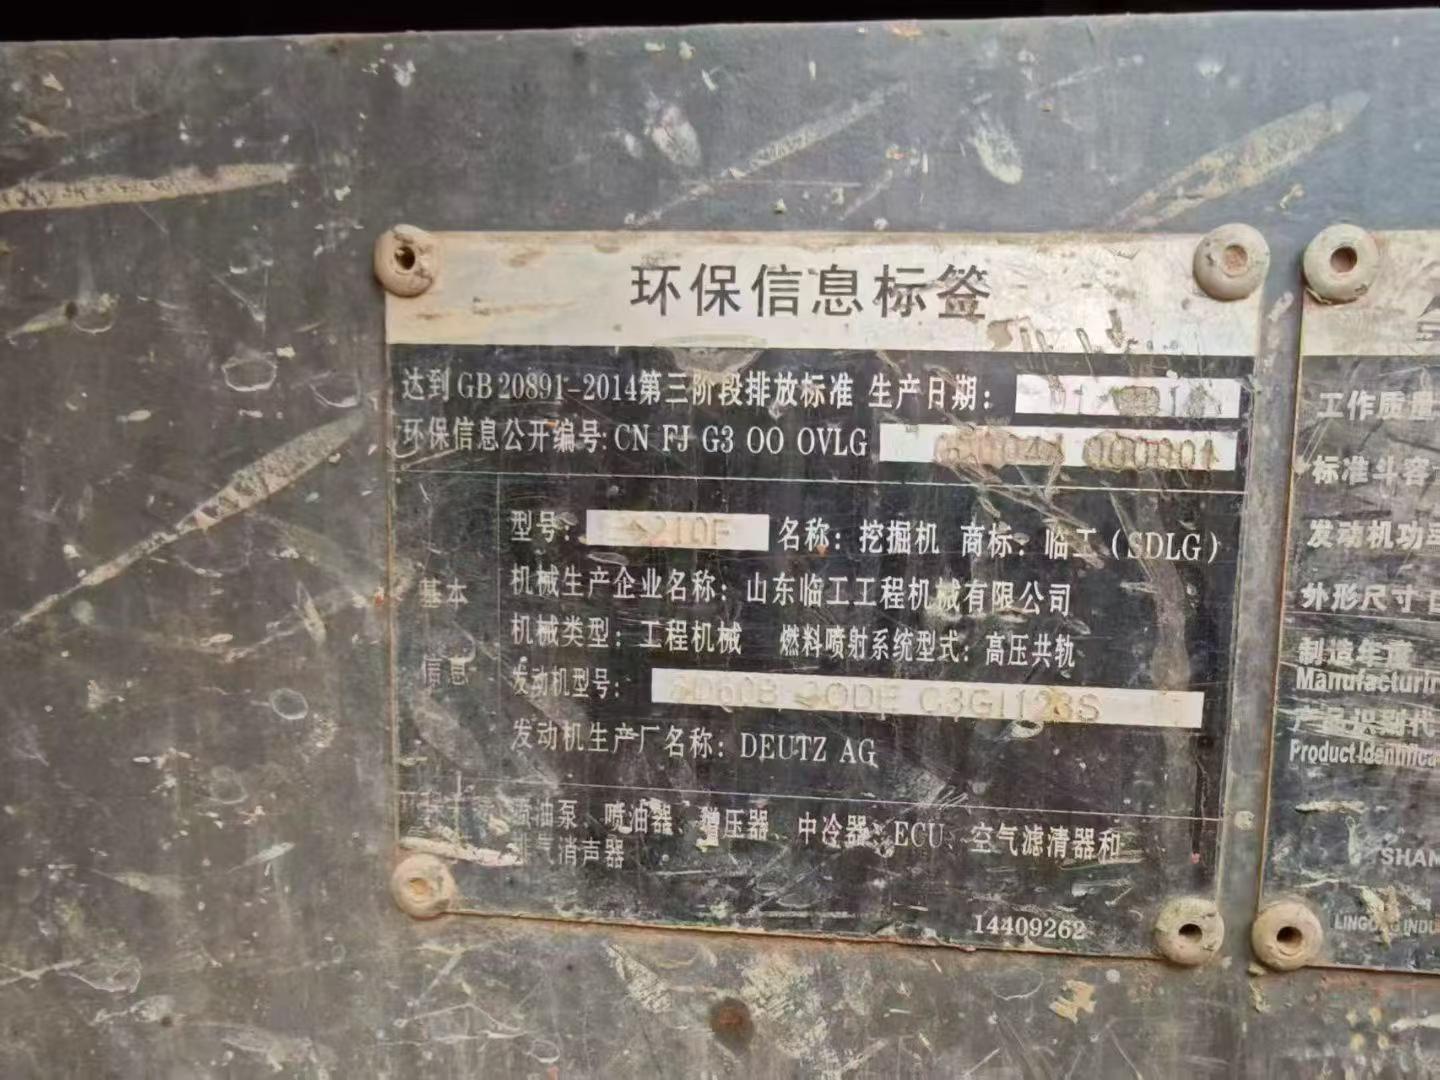 环保信息标签
达到GB 20891-2014第三阶段排放标准 生产日期:
环保信息公开编号: CN FJ G3 OO OVLG
基本
信息
型号: 210F 名称: 挖掘机 商标: 临工 (SDLG)
机械生产企业名称: 山东临工工程机械有限公司
机械类型: 工程机械 燃料喷射系统型式: 高压共轨
发动机型号: CODE C3GI123S
发动机生产厂名称: DEUTZ AG
喷油泵、喷油器、增压器、中冷器、ECU、空气滤清器和
排气消声器
14409262
工作质量
标准斗容
发动机功率
外形尺寸
制造年度
Manufacturin
产品识别代
Product Identifica
SHAN
LINGONG INDU